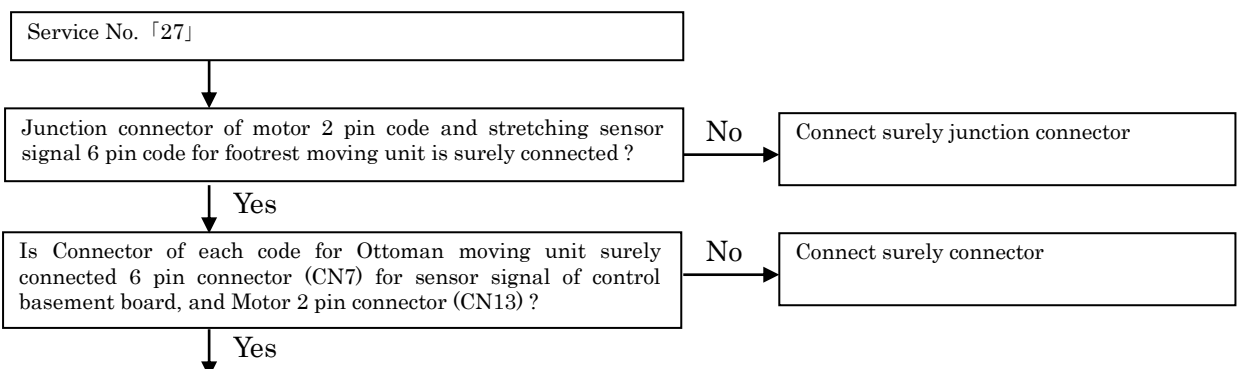 Service No.「27」
Junction connector of motor 2 pin code and stretching sensor
signal 6 pin code for footrest moving unit is surely connected ?
No
Connect surely junction connector
Yes
Is Connector of each code for Ottoman moving unit surely
connected 6 pin connector (CN7) for sensor signal of control
basement board, and Motor 2 pin connector (CN13) ?
No
Connect surely connector
Yes